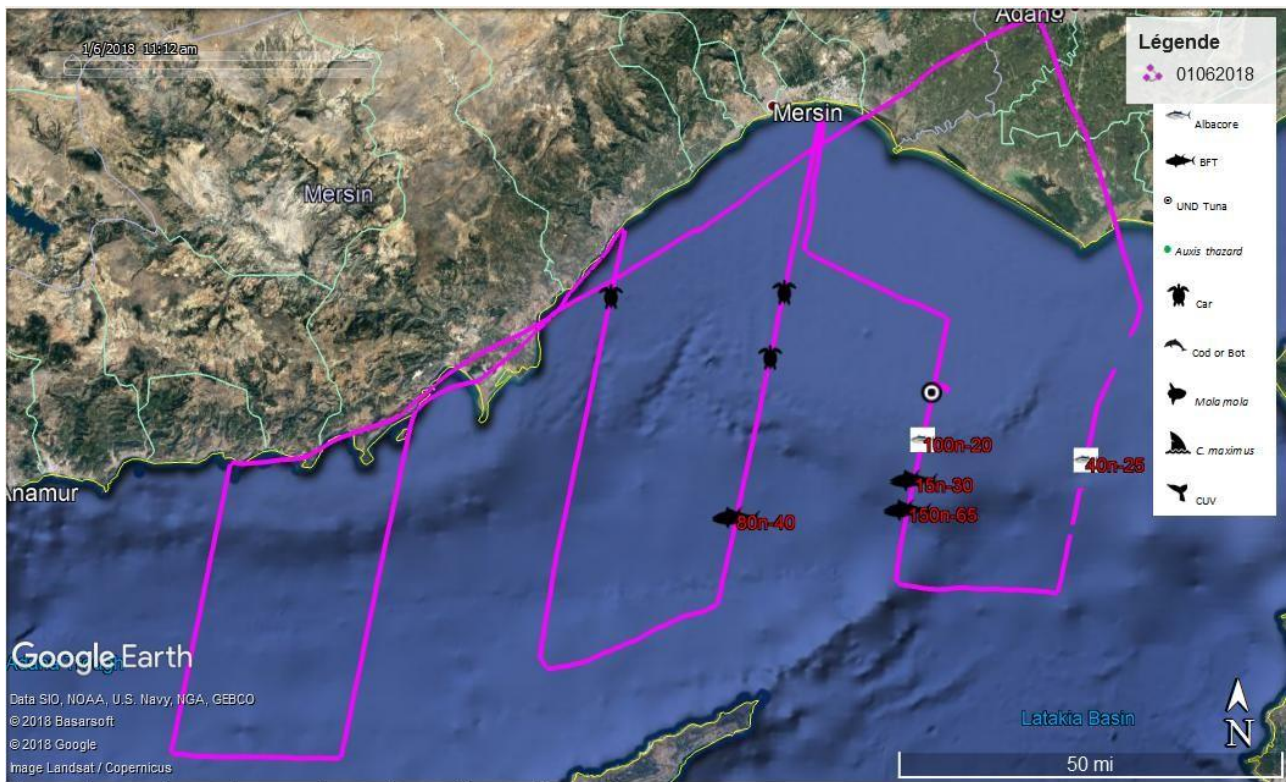 Adana
1/6/2018 11:12 am
Légende
01062018
Albacore
BFT
UND Tuna
Auxis thazard
Car
Cod or Bot
Mola mola
C. maximus
CUV
Mersin
Mersin
100n-20
40n-25
15n-30
150n-65
80n-40
Anamur
Google Earth
Data SIO, NOAA, U.S. Navy, NGA, GEBCO
© 2018 Basarsoft
© 2018 Google
Image Landsat / Copernicus
Latakia Basin
N
50 mi